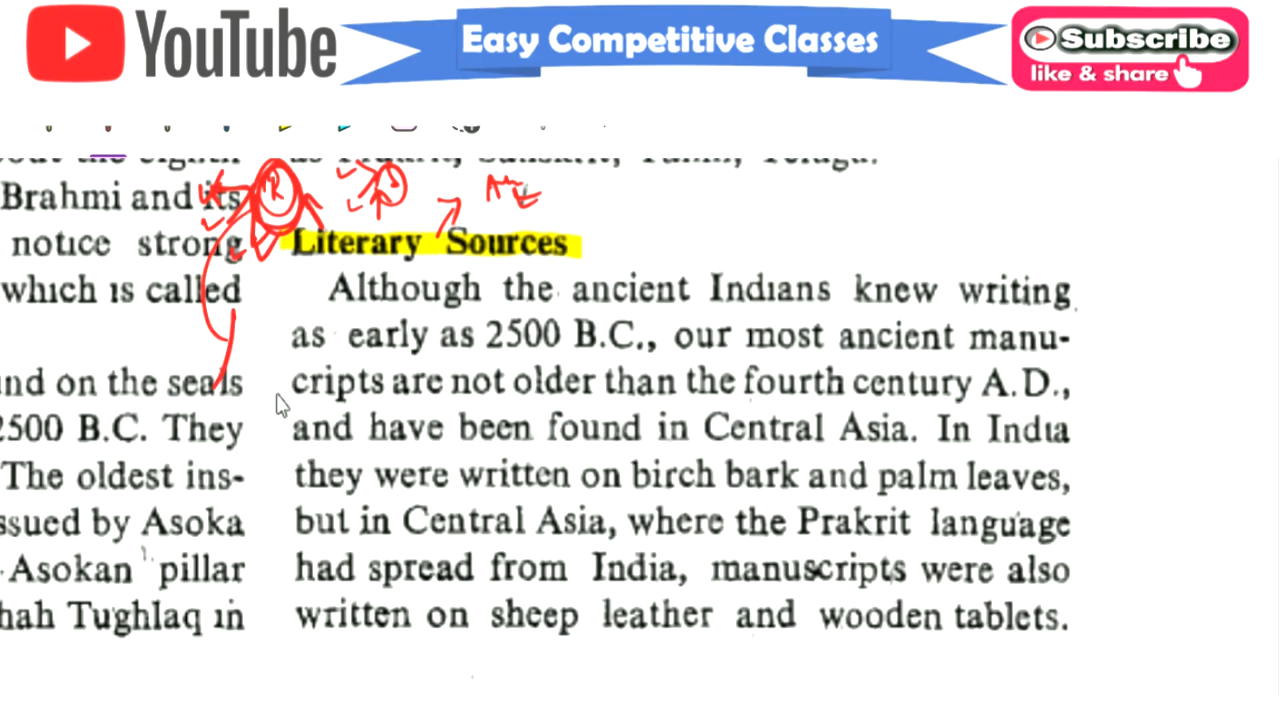 YouTube
Easy Competitive Classes
Subscribe
like & share
Brahmi and its
notice strong
which is called
on the seals
2500 B.C. They
The oldest ins-
issued by Asoka
Asokan pillar
Tughlaq in
Literary Sources
Although the ancient Indians knew writing
as early as 2500 B.C., our most ancient manu-
cripts are not older than the fourth century A.D.,
and have been found in Central Asia. In India
they were written on birch bark and palm leaves,
but in Central Asia, where the Prakrit language
had spread from India, manuscripts were also
written on sheep leather and wooden tablets.